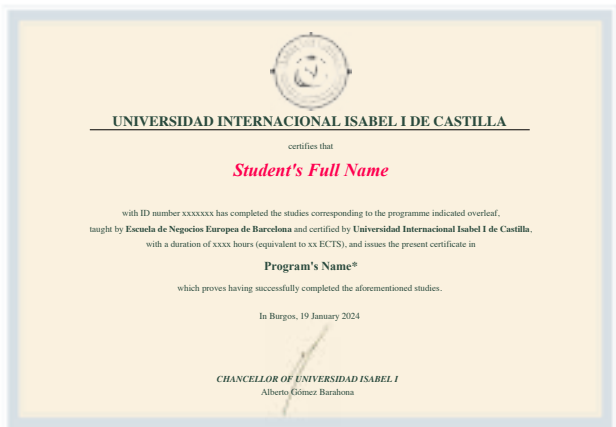 UNIVERSIDAD INTERNACIONAL ISABEL I DE CASTILLA
certifies that
Student's Full Name
with ID number xxxxxxx has completed the studies corresponding to the programme indicated overleaf,
taught by Escuela de Negocios Europea de Barcelona and certified by Universidad Internacional Isabel I de Castilla,
with a duration of xxxx hours (equivalent to xx ECTS), and issues the present certificate in
Program's Name*
which proves having successfully completed the aforementioned studies.
In Burgos, 19 January 2024
CHANCELLOR OF UNIVERSIDAD ISABEL I
Alberto Gómez Barahona